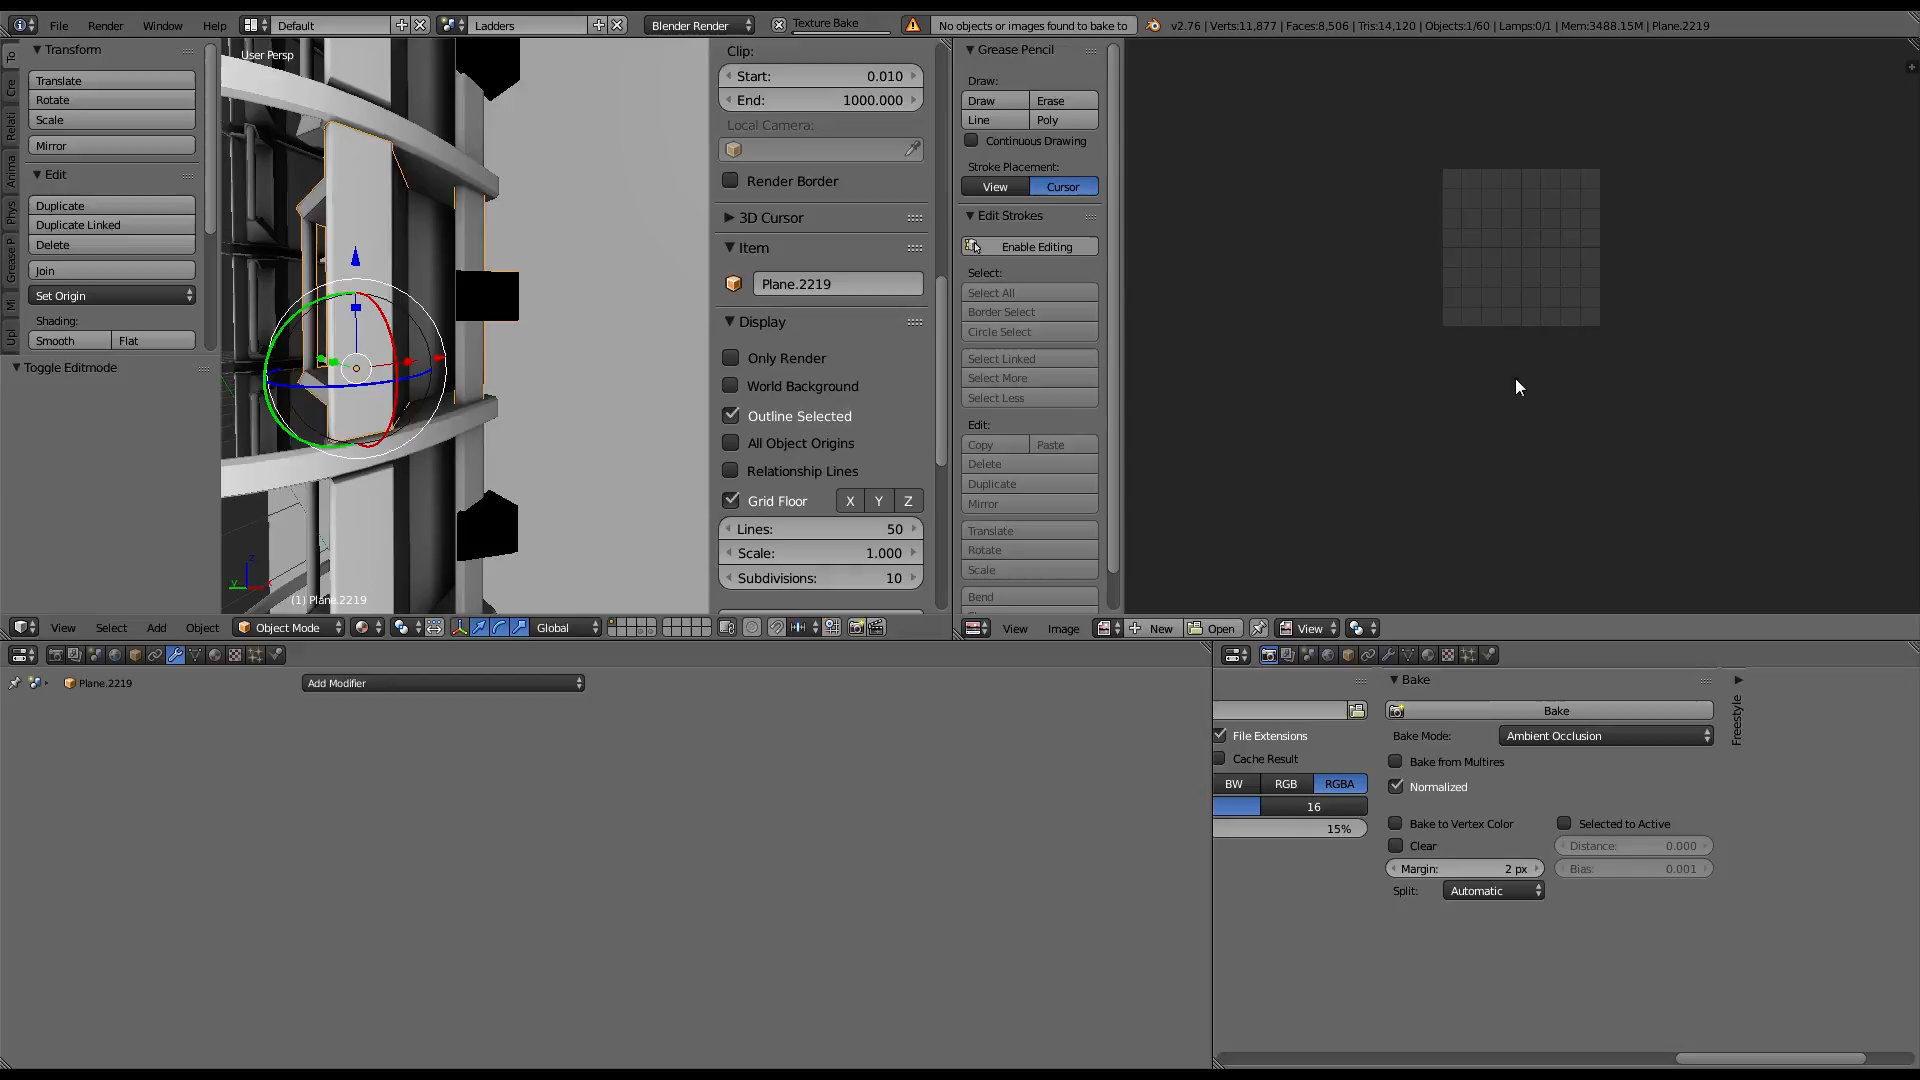 File Render Window Help Default Ladders Blender Render Texture Bake No objects or images found to bake to v2.76 | Verts:11,877 | Faces:8,506 | Tris:14,120 | Objects:1/60 | Lamps:0/1 | Mem:3488.15M | Plane.2219
Transform
Translate
Rotate
Scale
Mirror
Edit
Duplicate
Duplicate Linked
Delete
Join
Set Origin
Shading:
Smooth Flat
Toggle Editmode
To
Cre
Relati
Anima
Phys
Grease P
Mi
Upl
User Persp
z
y
x
(1) Plane.2219
Clip:
Start: 0.010
End: 1000.000
Local Camera:
Render Border
3D Cursor
Item
Plane.2219
Display
Only Render
World Background
Outline Selected
All Object Origins
Relationship Lines
Grid Floor X Y Z
Lines: 50
Scale: 1.000
Subdivisions: 10
Grease Pencil
Draw:
Draw Erase
Line Poly
Continuous Drawing
Stroke Placement:
View Cursor
Edit Strokes
Enable Editing
Select:
Select All
Border Select
Circle Select
Select Linked
Select More
Select Less
Edit:
Copy Paste
Delete
Duplicate
Mirror
Translate
Rotate
Scale
Bend
View Select Add Object Object Mode Global
View Image New Open View
Plane.2219 Add Modifier
File Extensions
Cache Result
BW RGB RGBA
16
15%
Bake
Bake
Bake Mode: Ambient Occlusion
Bake from Multires
Normalized
Bake to Vertex Color Selected to Active
Clear Distance: 0.000
Margin: 2 px Bias: 0.001
Split: Automatic
Freestyle